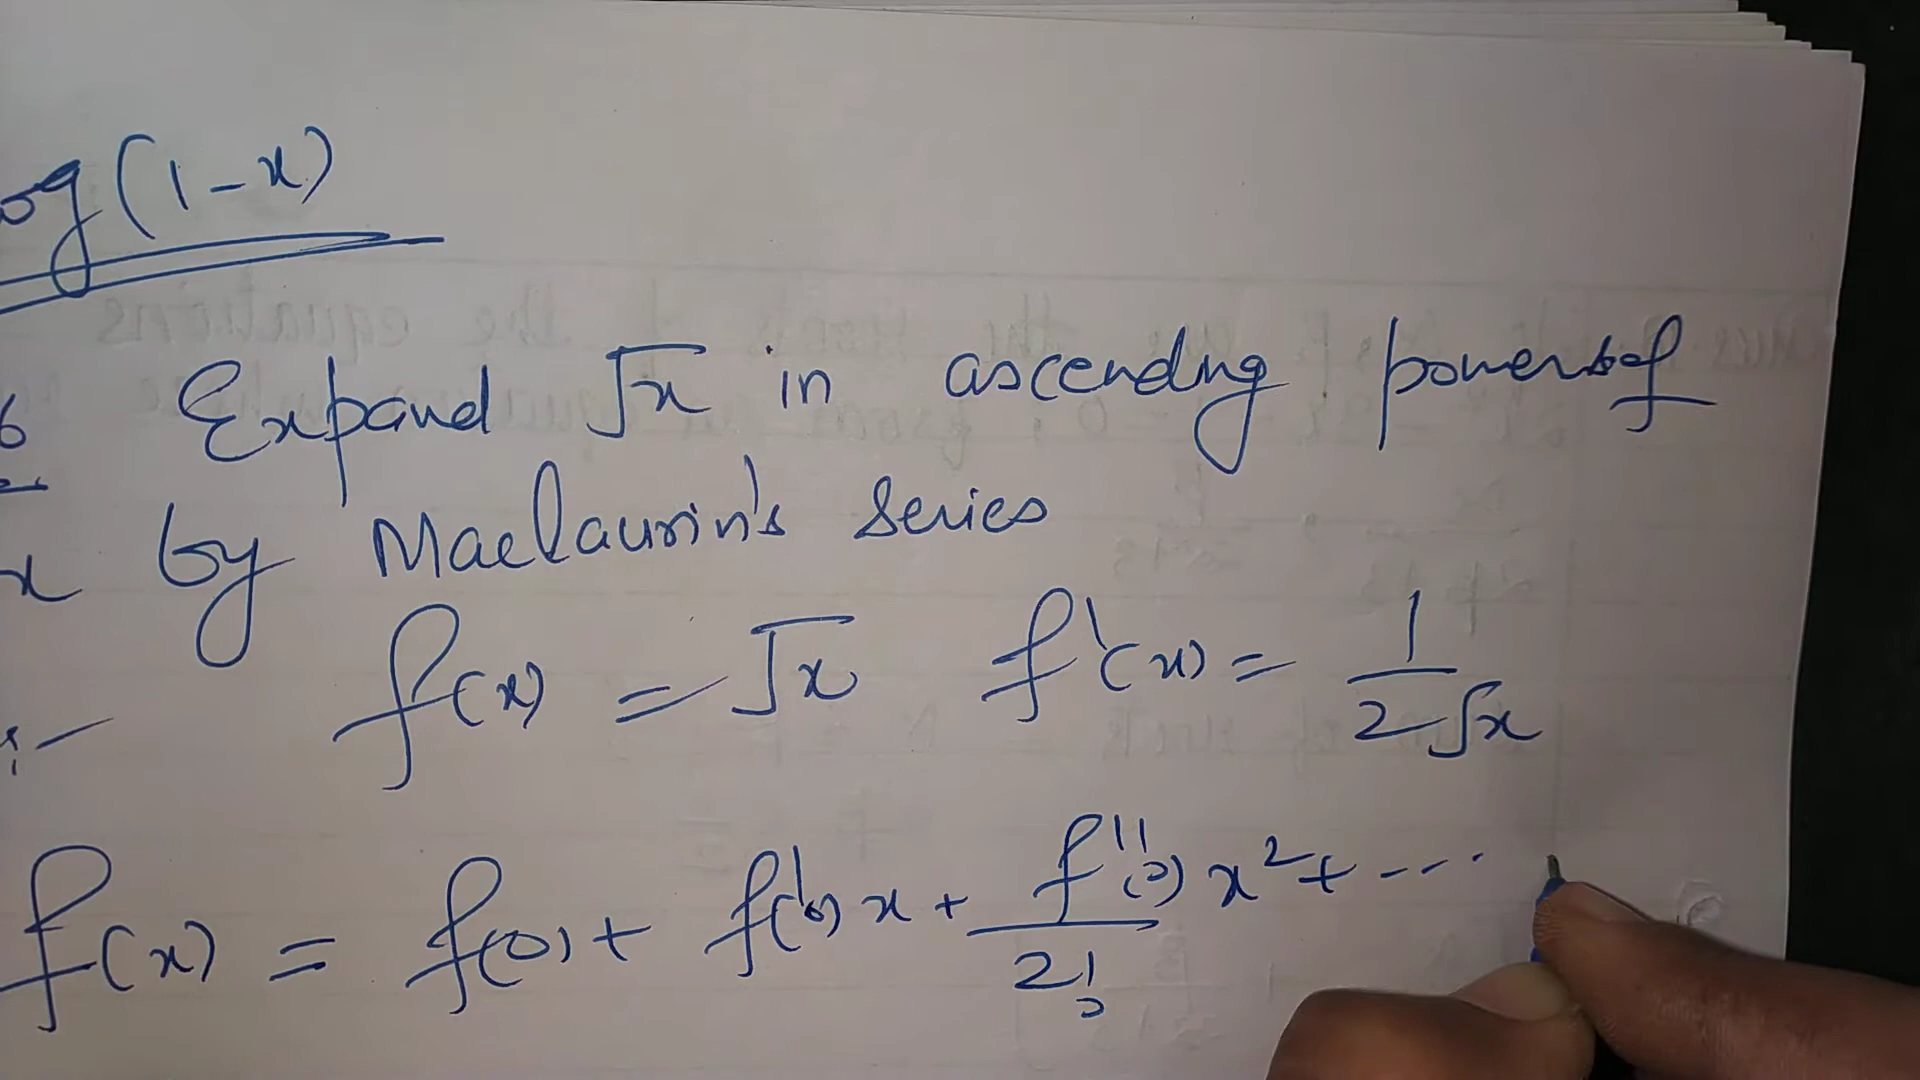 og(1-x)
6 Expand √x in ascending powers of
x by Maclaurin's series
:- f(x) = √x f'(x) = 1/2√x
f(x) = f(0) + f'(0)x + f''(0)/2! x² + ---